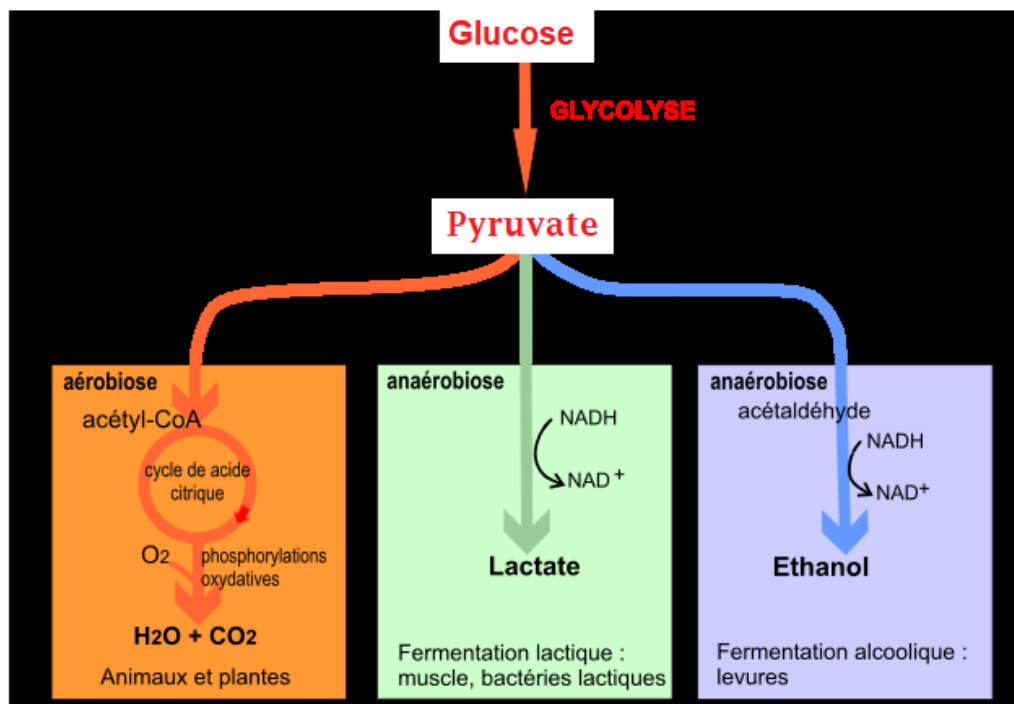 Glucose
GLYCOLYSE
Pyruvate
aérobiose
acétyl-CoA
cycle de acide
citrique
O2
phosphorylations
oxydatives
H2O + CO2
Animaux et plantes
anaérobiose
NADH
NAD+
Lactate
Fermentation lactique :
muscle, bactéries lactiques
anaérobiose
acétaldéhyde
NADH
NAD+
Ethanol
Fermentation alcoolique :
levures